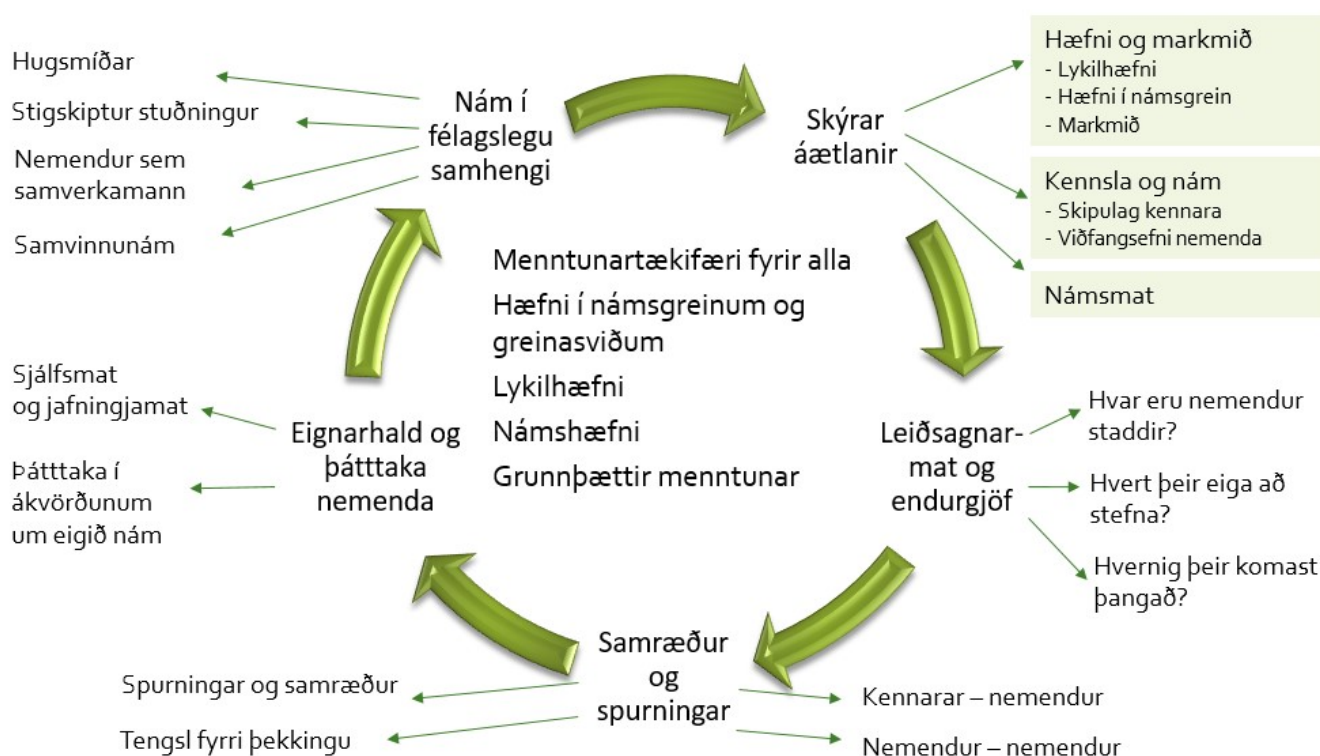 Hugsmíðar
Stigskiptur stuðningur
Nemendur sem
samverkamann
Samvinnunám
Nám í
félagslegu
samhengi
Skýrar
áætlanir
Hæfni og markmið
- Lykilhæfni
- Hæfni í námsgrein
- Markmið
Kennsla og nám
- Skipulag kennara
- Viðfangsefni nemenda
Námsmat
Menntunartækifæri fyrir alla
Hæfni í námsgreinum og
greinasviðum
Lykilhæfni
Námshæfni
Grunnþættir menntunar
Sjálfsmat
og jafningjamat
Þátttaka í
ákvörðunum
um eigið nám
Eignarhald og
þátttaka
nemenda
Leiðsagnar-
mat og
endurgjöf
Hvar eru nemendur
staddir?
Hvert þeir eiga að
stefna?
Hvernig þeir komast
þangað?
Samræður
og
spurningar
Spurningar og samræður
Tengsl fyrri þekkingu
Kennarar – nemendur
Nemendur – nemendur